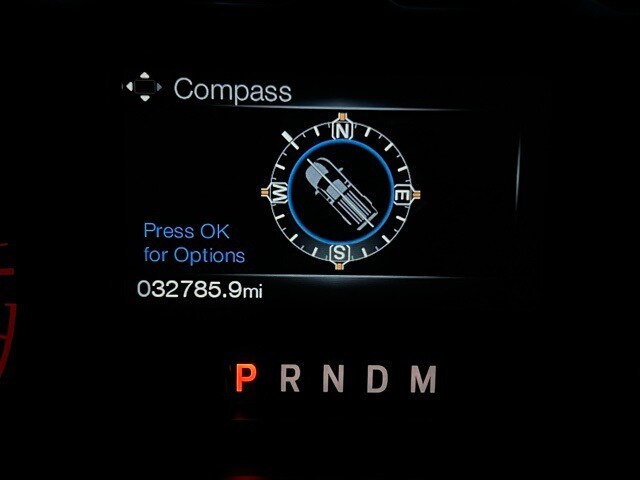 Compass
N
W E
S
Press OK
for Options
032785.9mi
P R N D M